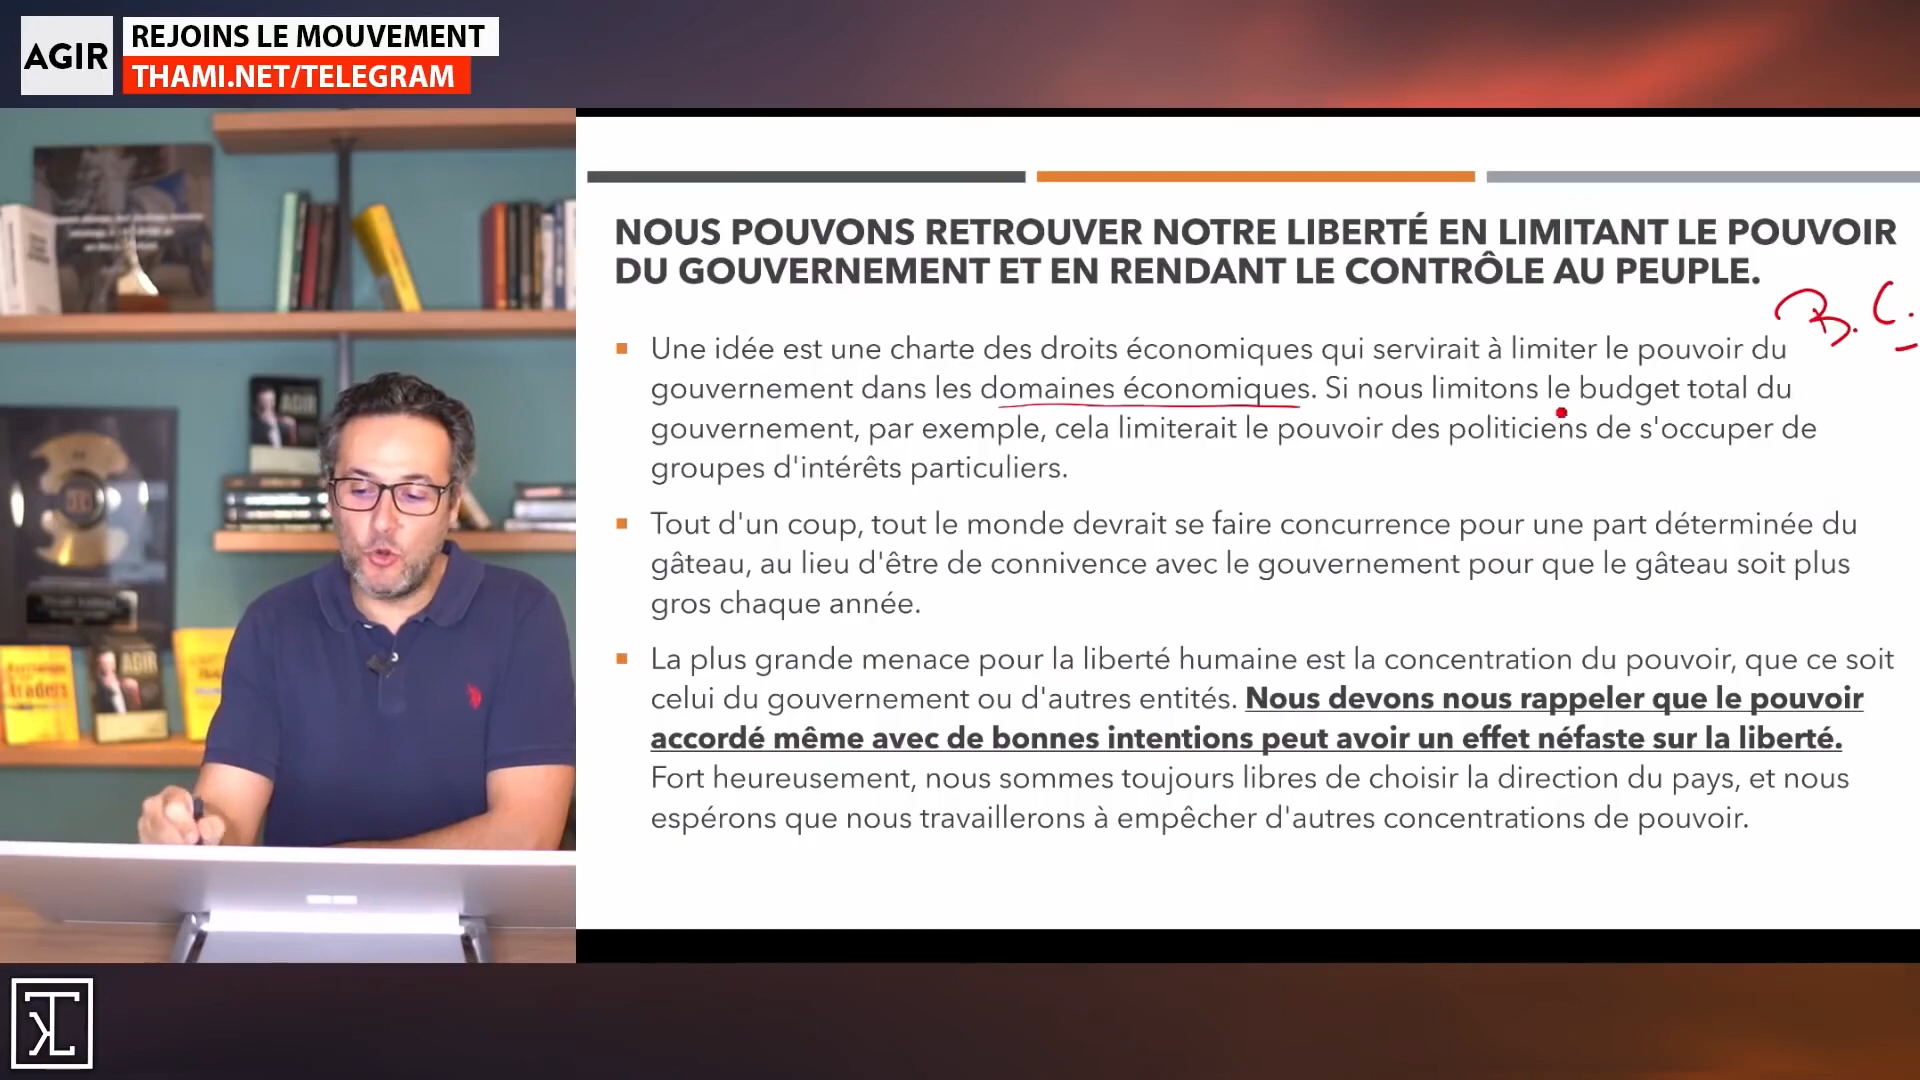 AGIR
REJOINS LE MOUVEMENT
THAMI.NET/TELEGRAM
NOUS POUVONS RETROUVER NOTRE LIBERTÉ EN LIMITANT LE POUVOIR
DU GOUVERNEMENT ET EN RENDANT LE CONTRÔLE AU PEUPLE.
B.C.
▪ Une idée est une charte des droits économiques qui servirait à limiter le pouvoir du
gouvernement dans les domaines économiques. Si nous limitons le budget total du
gouvernement, par exemple, cela limiterait le pouvoir des politiciens de s'occuper de
groupes d'intérêts particuliers.
▪ Tout d'un coup, tout le monde devrait se faire concurrence pour une part déterminée du
gâteau, au lieu d'être de connivence avec le gouvernement pour que le gâteau soit plus
gros chaque année.
▪ La plus grande menace pour la liberté humaine est la concentration du pouvoir, que ce soit
celui du gouvernement ou d'autres entités. Nous devons nous rappeler que le pouvoir
accordé même avec de bonnes intentions peut avoir un effet néfaste sur la liberté.
Fort heureusement, nous sommes toujours libres de choisir la direction du pays, et nous
espérons que nous travaillerons à empêcher d'autres concentrations de pouvoir.
AGIR
AGIR
traders